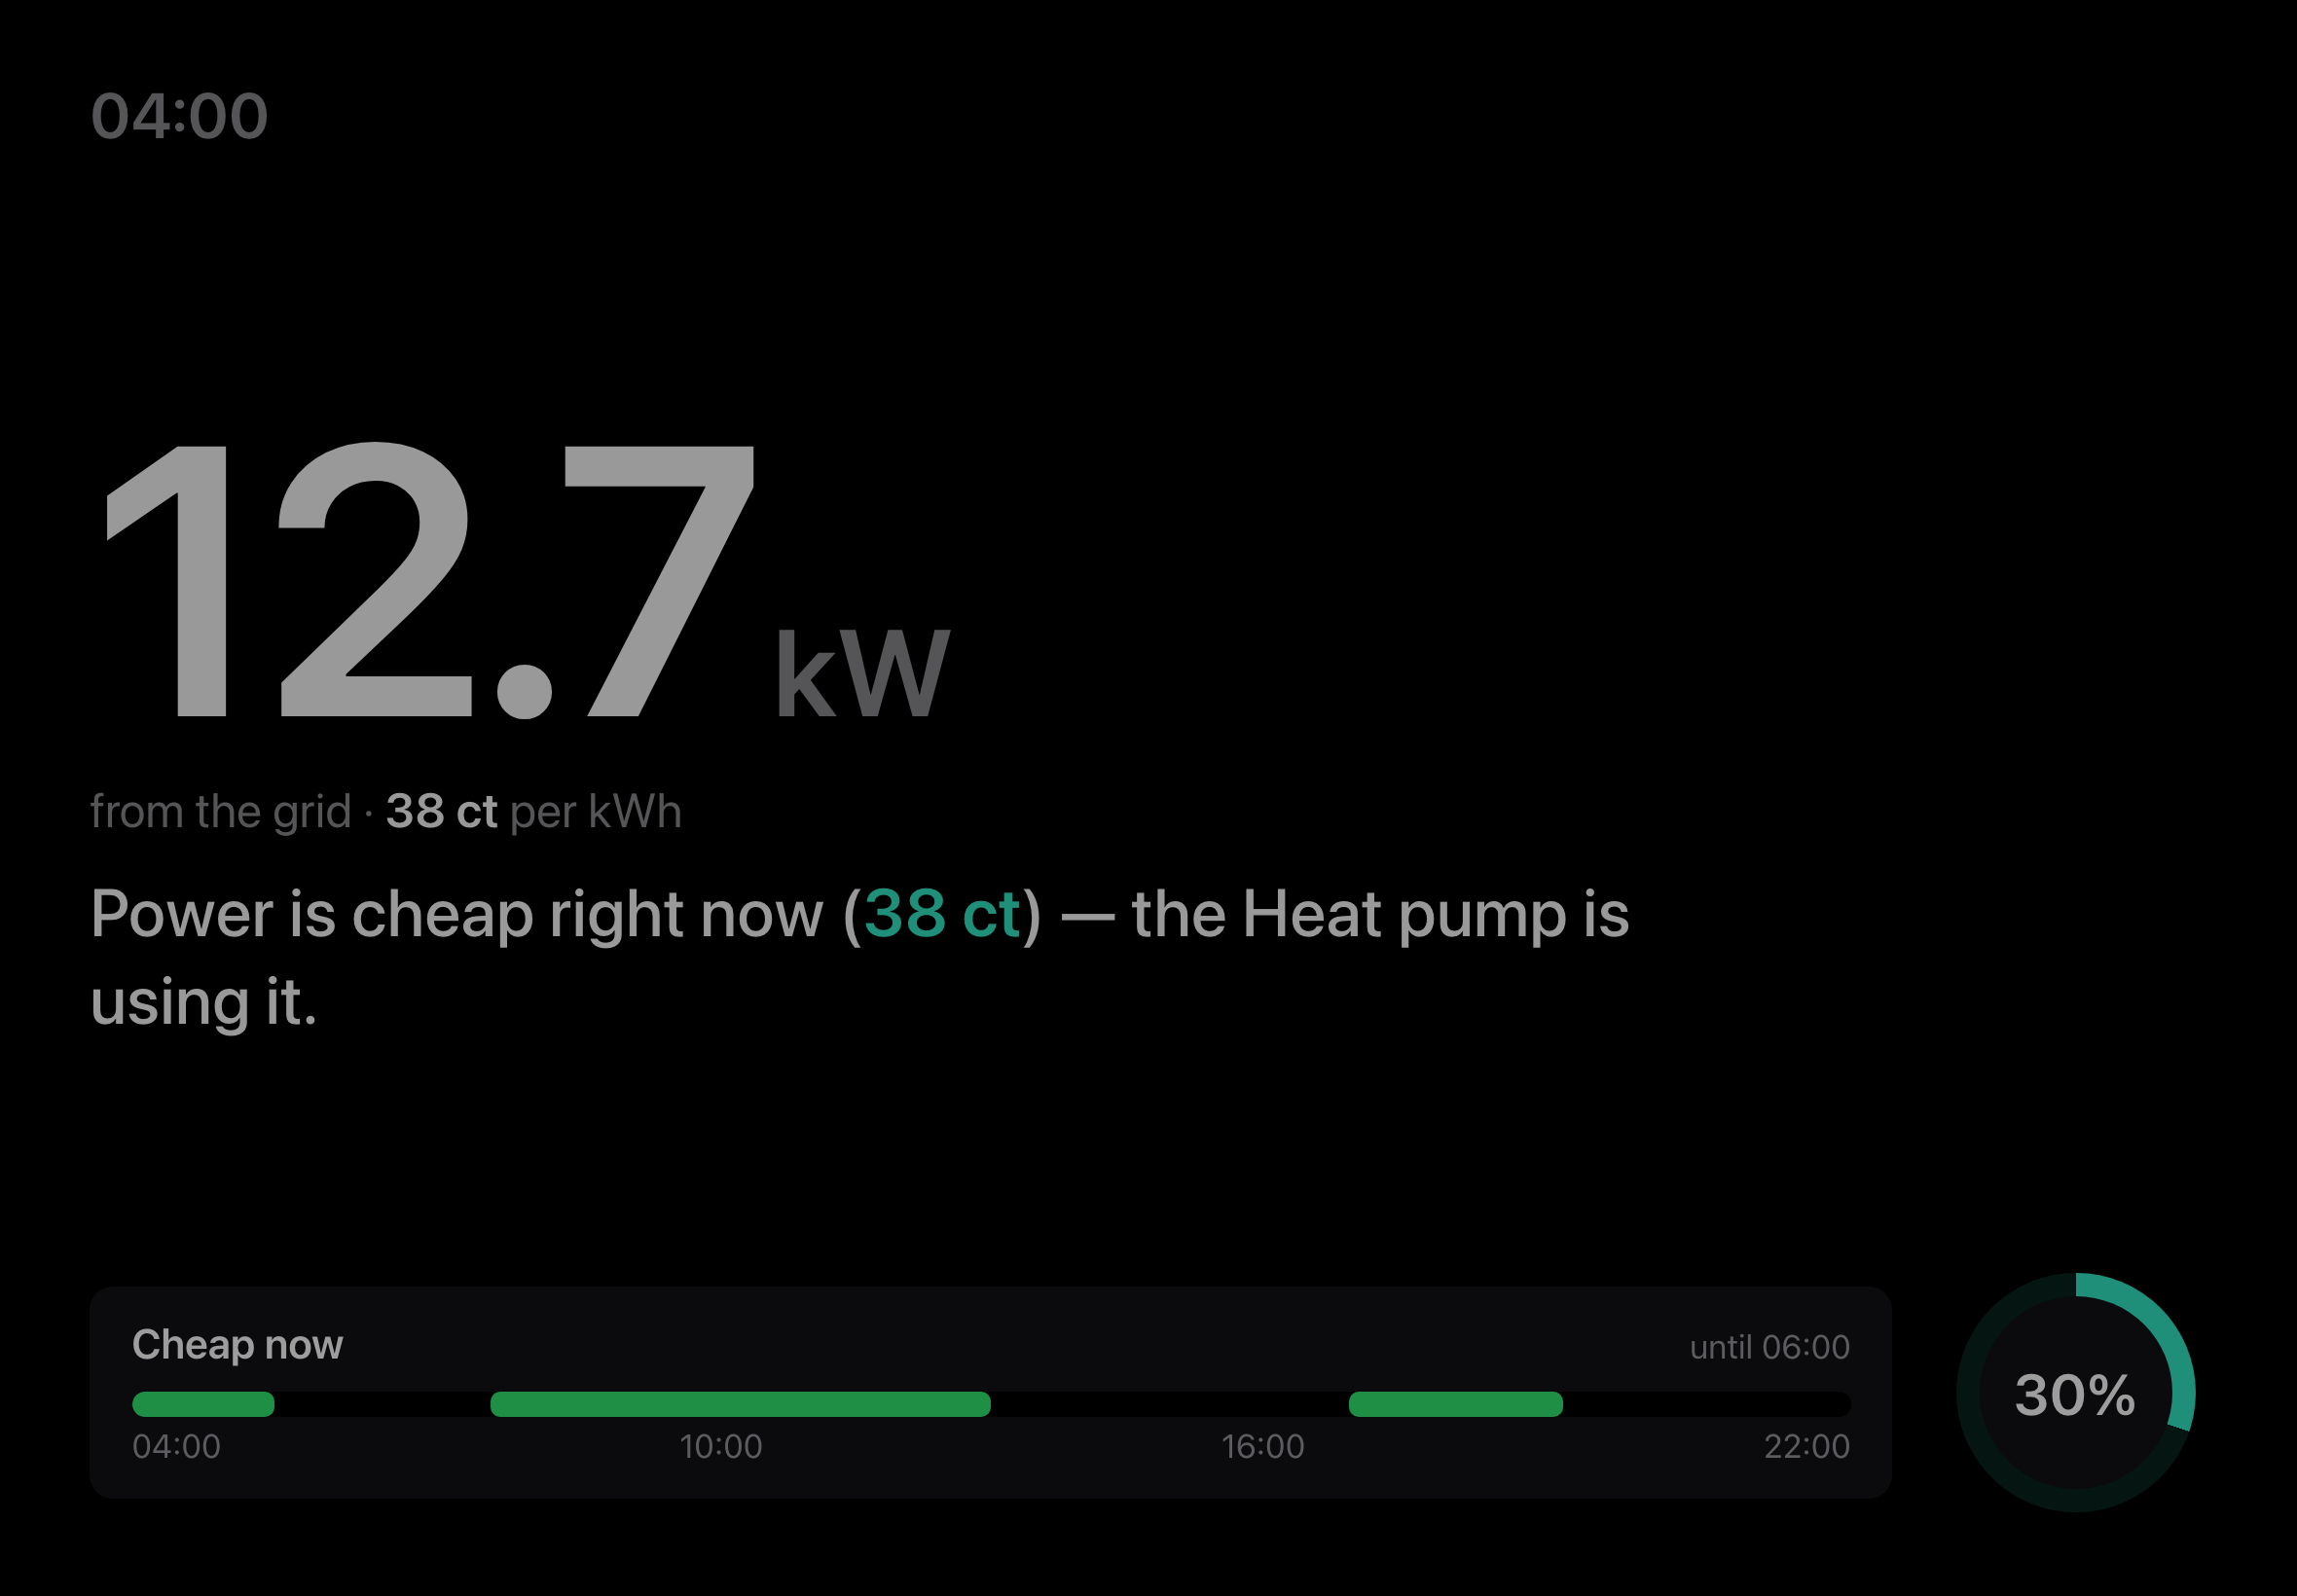 04:00
12.7 kW
from the grid · 38 ct per kWh
Power is cheap right now (38 ct) — the Heat pump is
using it.
Cheap now
until 06:00
04:00
10:00
16:00
22:00
30%